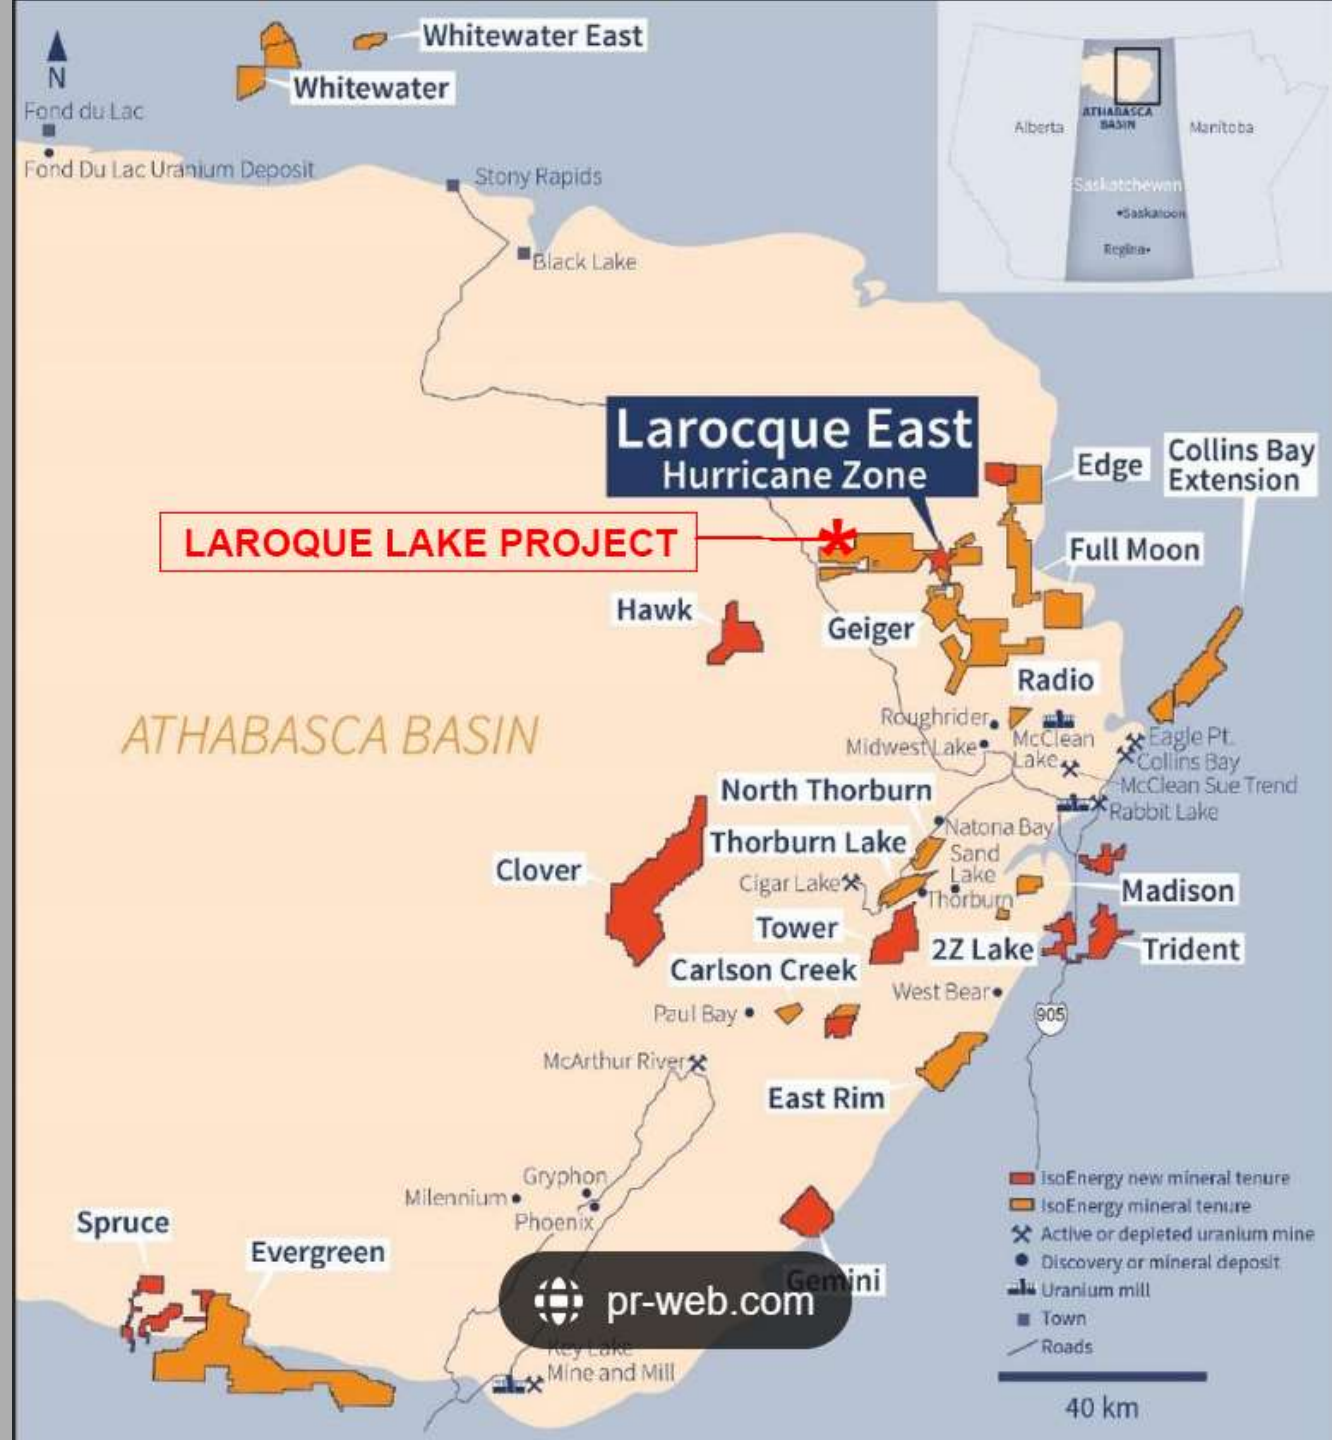 Whitewater East
Whitewater
N
Fond du Lac
Fond Du Lac Uranium Deposit
Stony Rapids
Black Lake
ATHABASCA
BASIN
Alberta
Manitoba
Saskatchewan
Saskatoon
Regina
Larocque East
Hurricane Zone
Edge
Collins Bay
Extension
LAROQUE LAKE PROJECT
*
Full Moon
Hawk
Geiger
Radio
ATHABASCA BASIN
Roughrider
Midwest Lake
McClean
Lake
Eagle Pt.
Collins Bay
McClean Sue Trend
Rabbit Lake
North Thorburn
Natona Bay
Thorburn Lake
Sand
Lake
Clover
Cigar Lake
Thorburn
Madison
Tower
2Z Lake
Trident
Carlson Creek
West Bear
Paul Bay
905
McArthur River
East Rim
Gryphon
Milennium
Phoenix
Spruce
Evergreen
Gemini
pr-web.com
Key Lake
Mine and Mill
IsoEnergy new mineral tenure
IsoEnergy mineral tenure
Active or depleted uranium mine
Discovery or mineral deposit
Uranium mill
Town
Roads
40 km